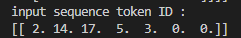 input sequence token ID :
[[ 2. 14. 17.  5.  3.  0.  0.]]